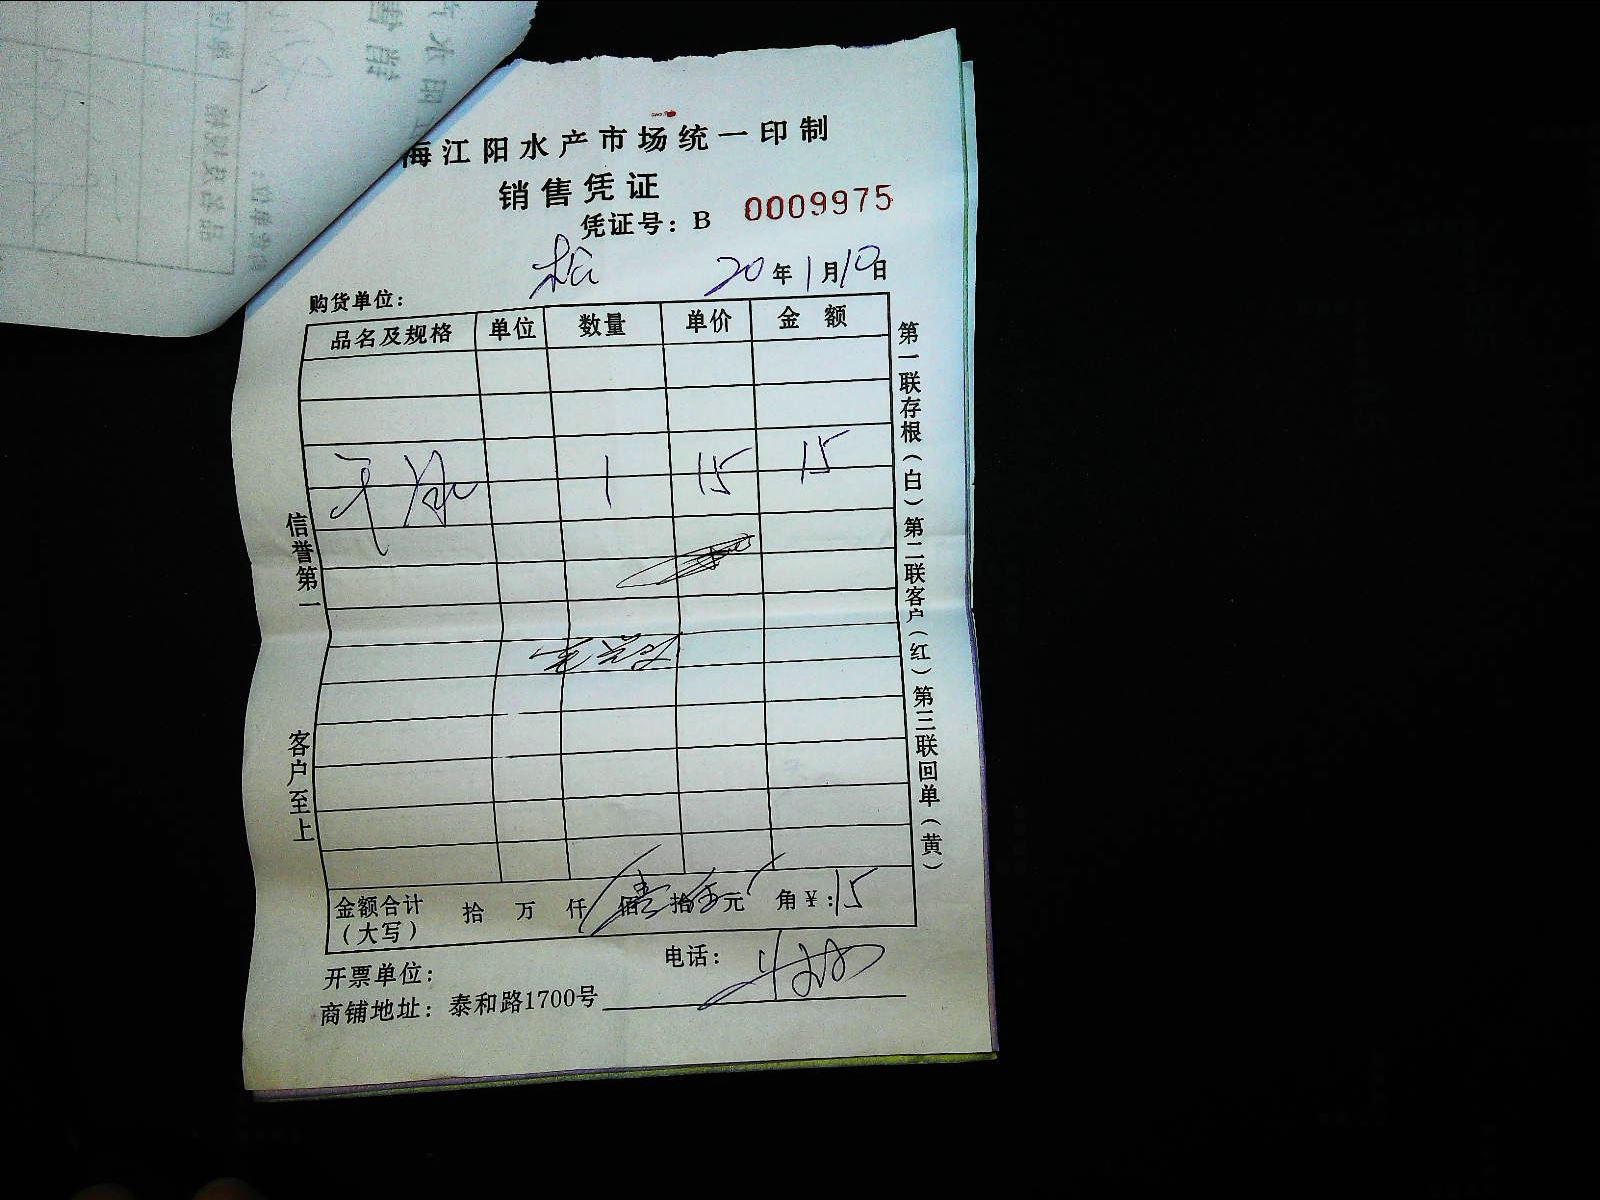 海江阳水产市场统一印制
销售凭证
凭证号：B 0009975
20年1月10日
购货单位：
品名及规格 单位 数量 单价 金额
干冰 1 15 15
信誉第一
客户至上
第一联存根（白）第二联客户（红）第三联回单（黄）
金额合计（大写） 拾 万 仟 佰 拾 元 角 ¥：15
开票单位： 电话：
商铺地址：泰和路1700号